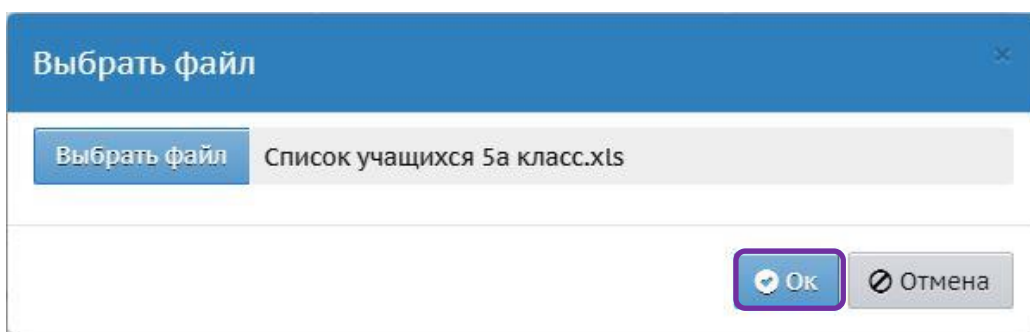 Выбрать файл
Выбрать файл Список учащихся 5а класс.xls
Ок Отмена